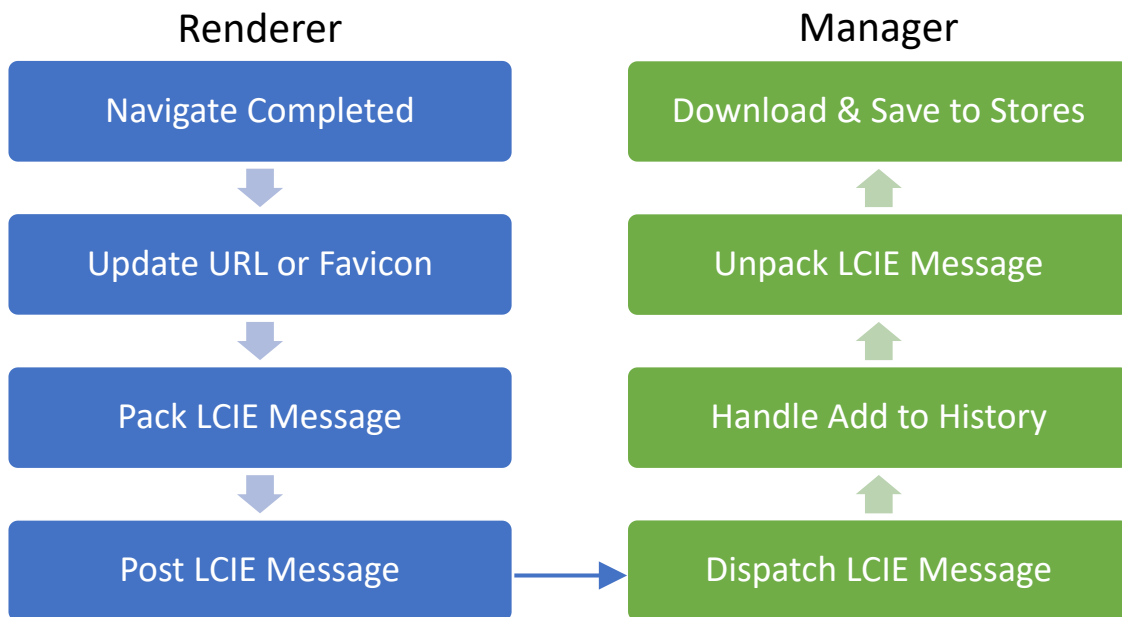 Renderer
Manager
Navigate Completed
Download & Save to Stores
Update URL or Favicon
Unpack LCIE Message
Pack LCIE Message
Handle Add to History
Post LCIE Message
Dispatch LCIE Message